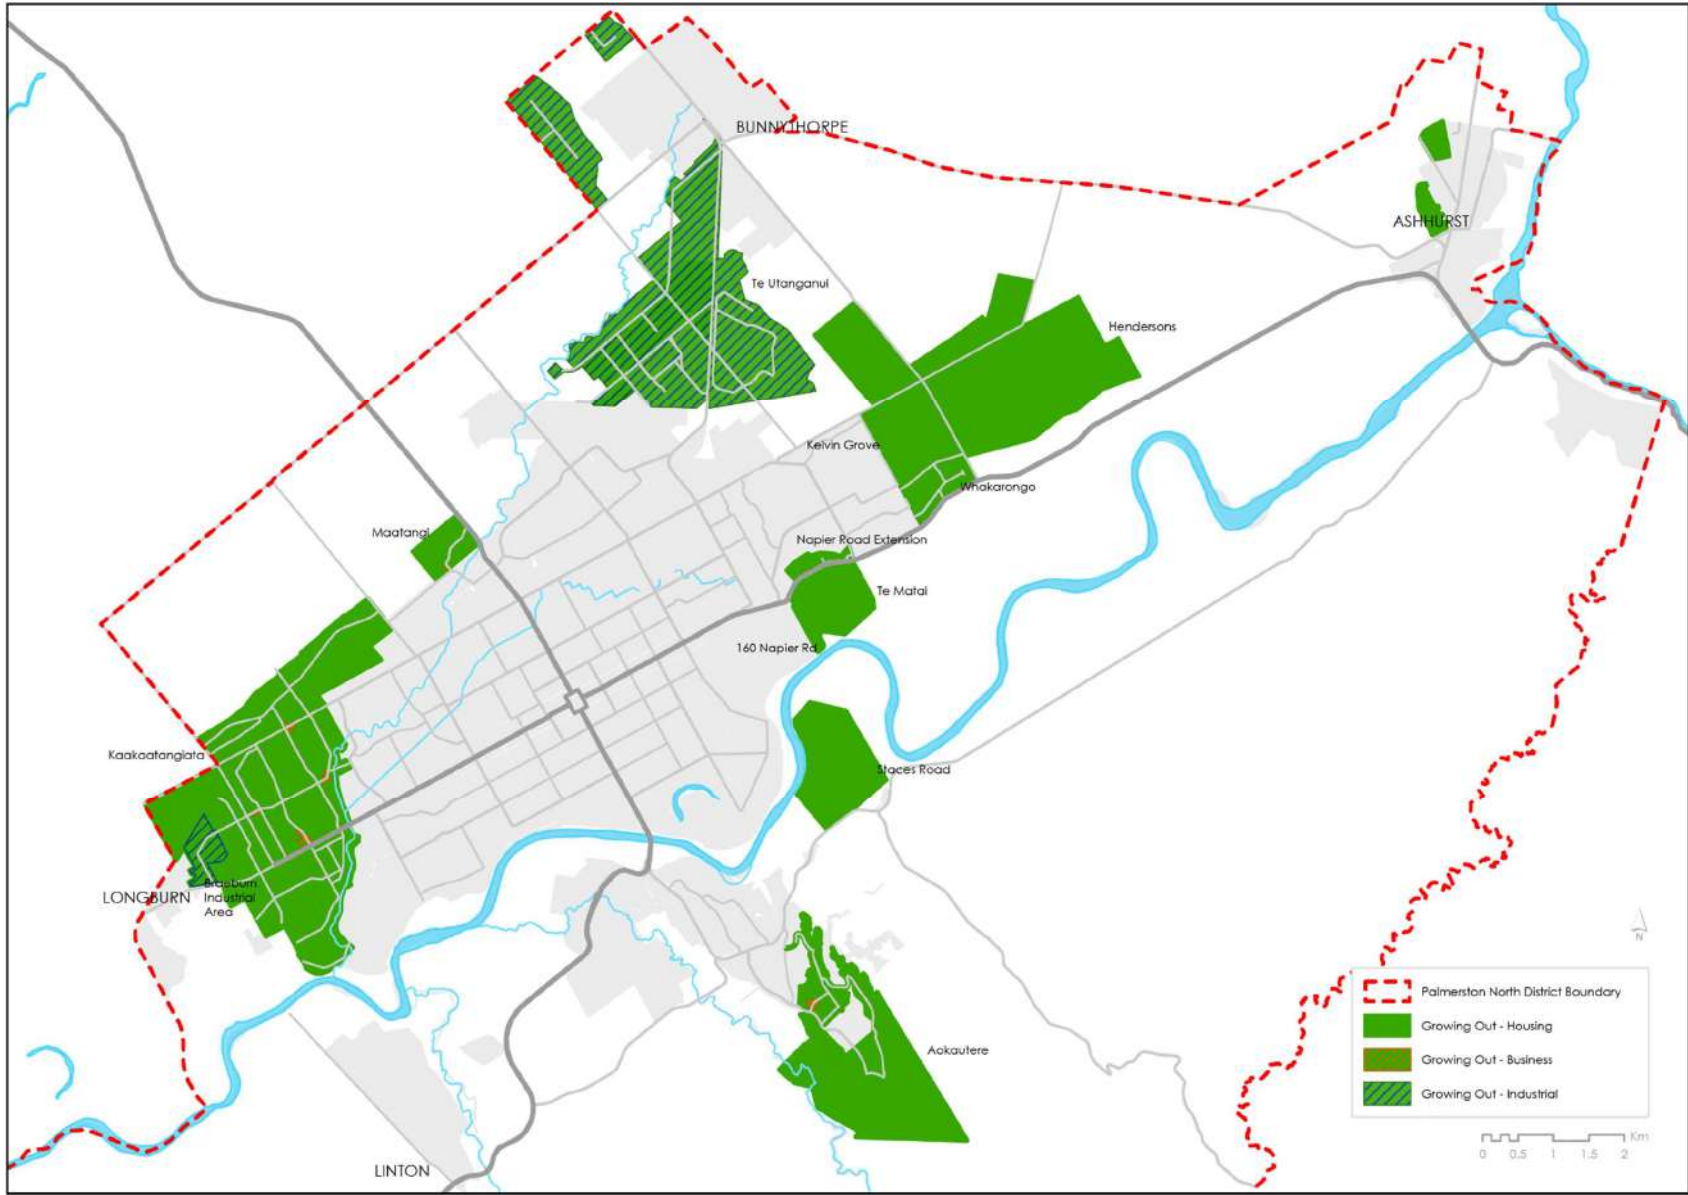 BUNNYTHORPE
ASHHURST
Te Utanganui
Hendersons
Kelvin Grove
Whakarongo
Maatangi
Napier Road Extension
Te Matai
160 Napier Rd
Kaakaatangiata
Staces Road
LONGBURN
Braeburn
Industrial
Area
Aokautere
LINTON
N
Palmerston North District Boundary
Growing Out - Housing
Growing Out - Business
Growing Out - Industrial
Km
0 0.5 1 1.5 2